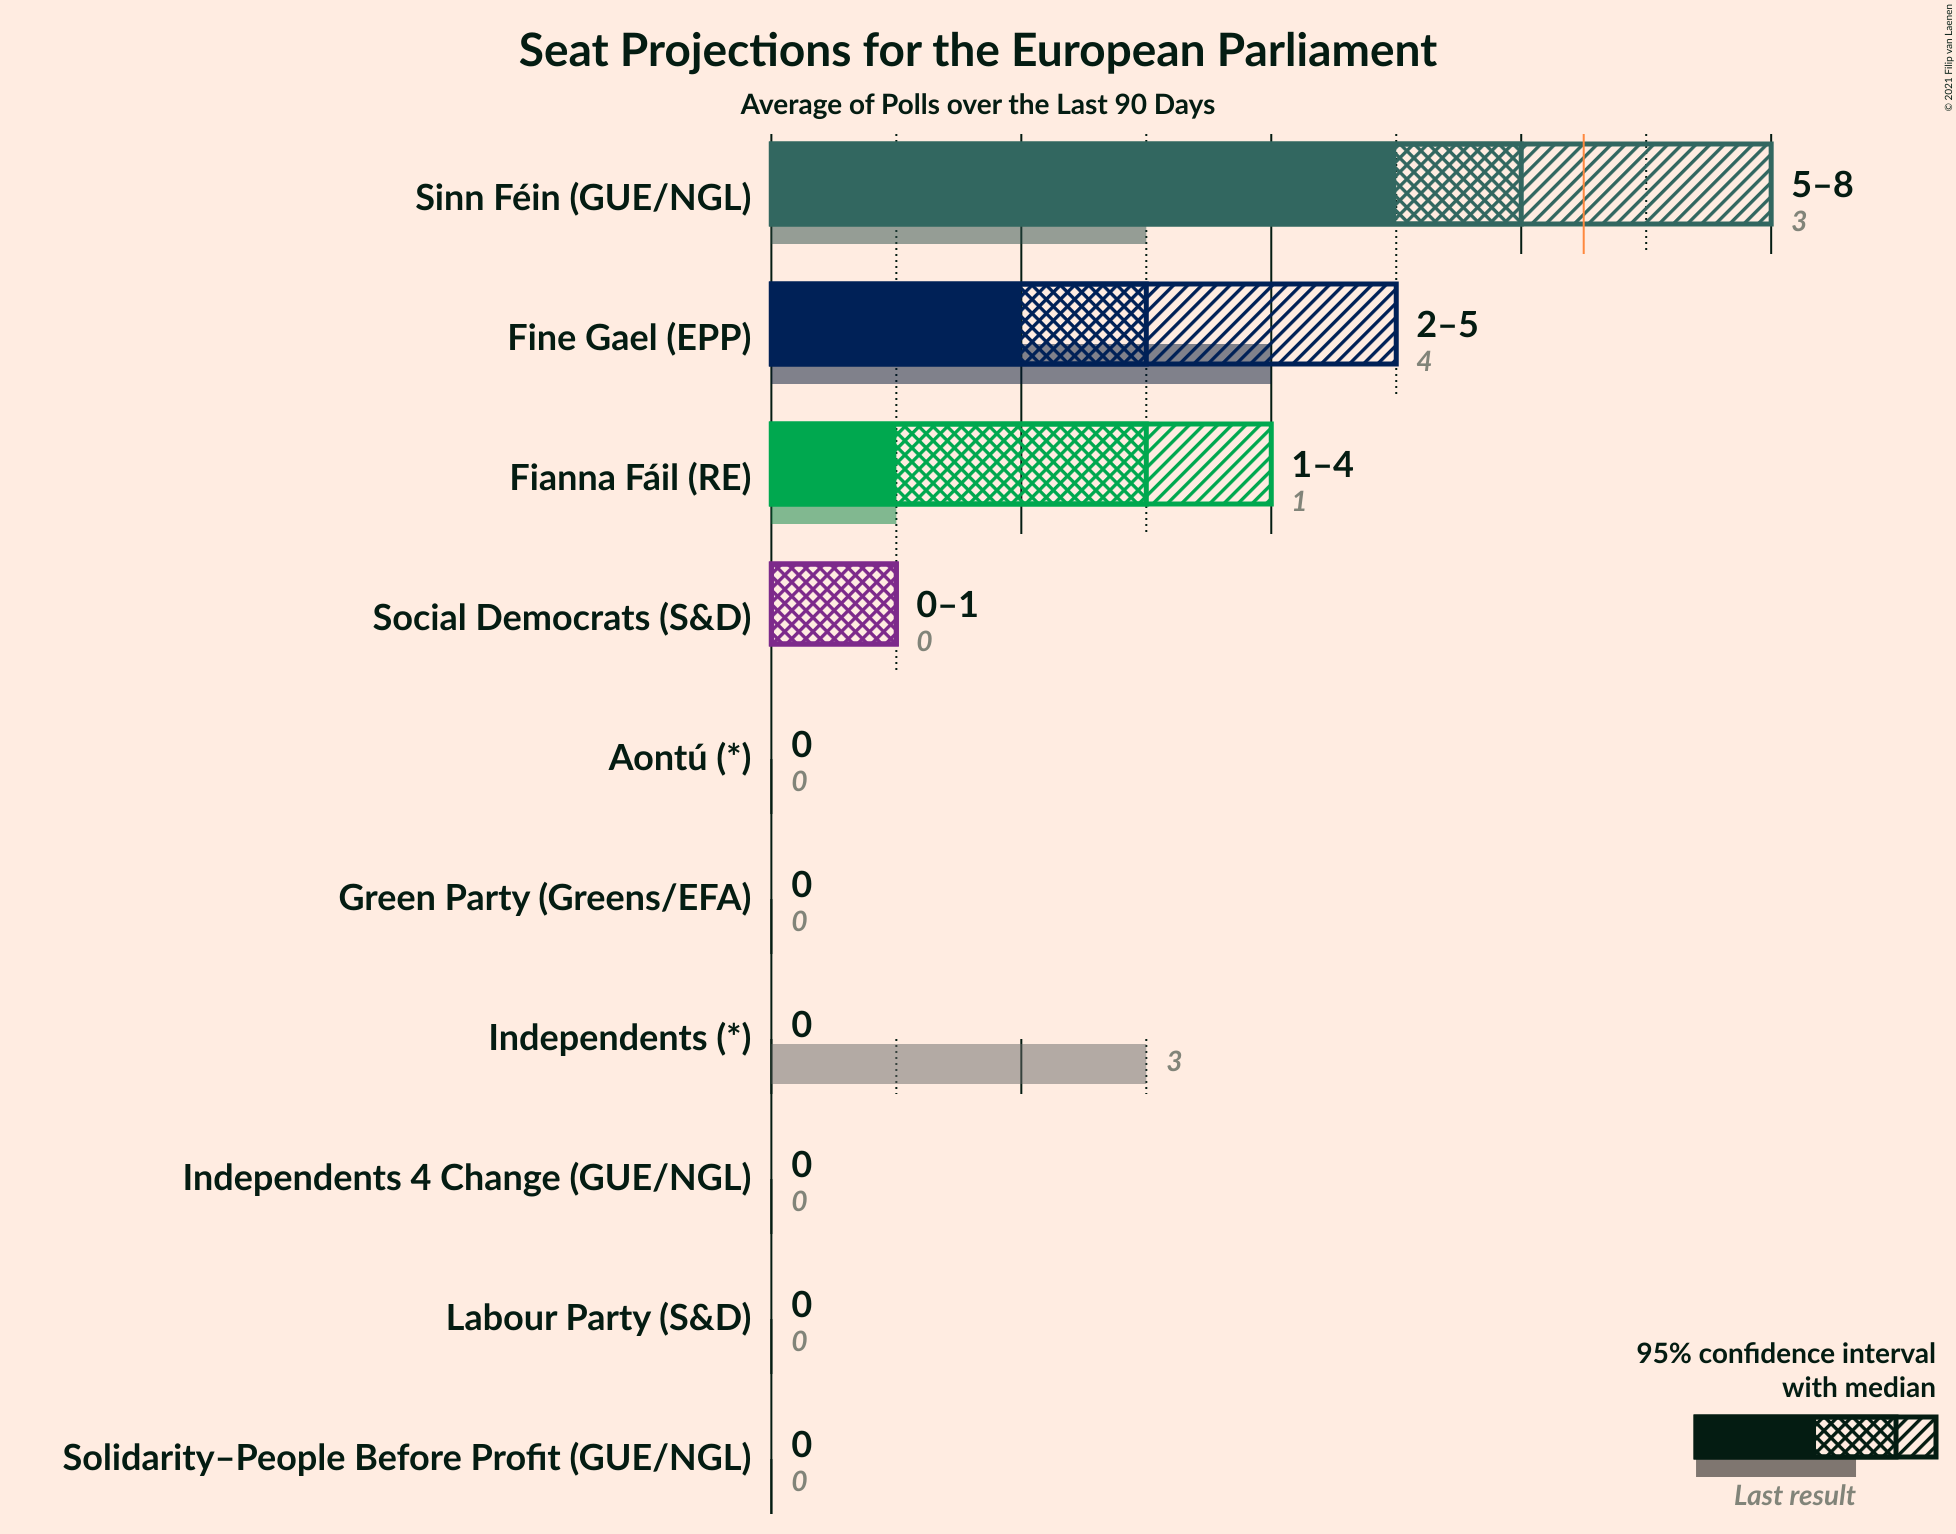 Seat Projections for the European Parliament
Average of Polls over the Last 90 Days
© 2021 Filip van Laenen
Sinn Féin (GUE/NGL)
5–8
3
Fine Gael (EPP)
2–5
4
Fianna Fáil (RE)
1–4
1
Social Democrats (S&D)
0–1
0
Aontú (*)
0
0
Green Party (Greens/EFA)
0
0
Independents (*)
0
3
Independents 4 Change (GUE/NGL)
0
0
Labour Party (S&D)
0
0
Solidarity–People Before Profit (GUE/NGL)
0
0
95% confidence interval
with median
Last result